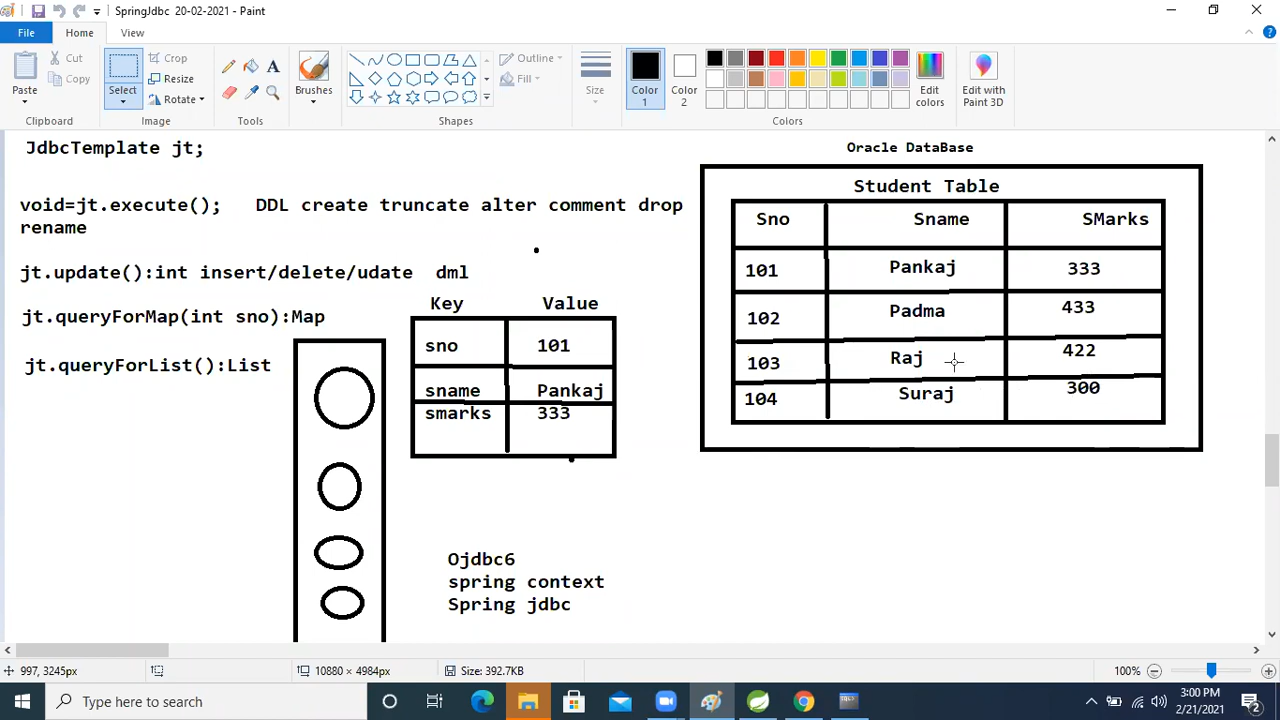 SpringJdbc 20-02-2021 - Paint
File
Home
View
Paste
Cut
Copy
Clipboard
Select
Crop
Resize
Rotate
Image
A
Tools
Brushes
Outline
Fill
Shapes
Size
Color 1
Color 2
Edit colors
Colors
Edit with Paint 3D
JdbcTemplate jt;
void=jt.execute(); DDL create truncate alter comment drop
rename
jt.update():int insert/delete/udate dml
jt.queryForMap(int sno):Map
jt.queryForList():List
Key Value
sno 101
sname Pankaj
smarks 333
Ojdbc6
spring context
Spring jdbc
Oracle DataBase
Student Table
Sno Sname SMarks
101 Pankaj 333
102 Padma 433
103 Raj 422
104 Suraj 300
997, 3245px
10880 × 4984px
Size: 392.7KB
100%
Type here to search
3:00 PM
2/21/2021
2